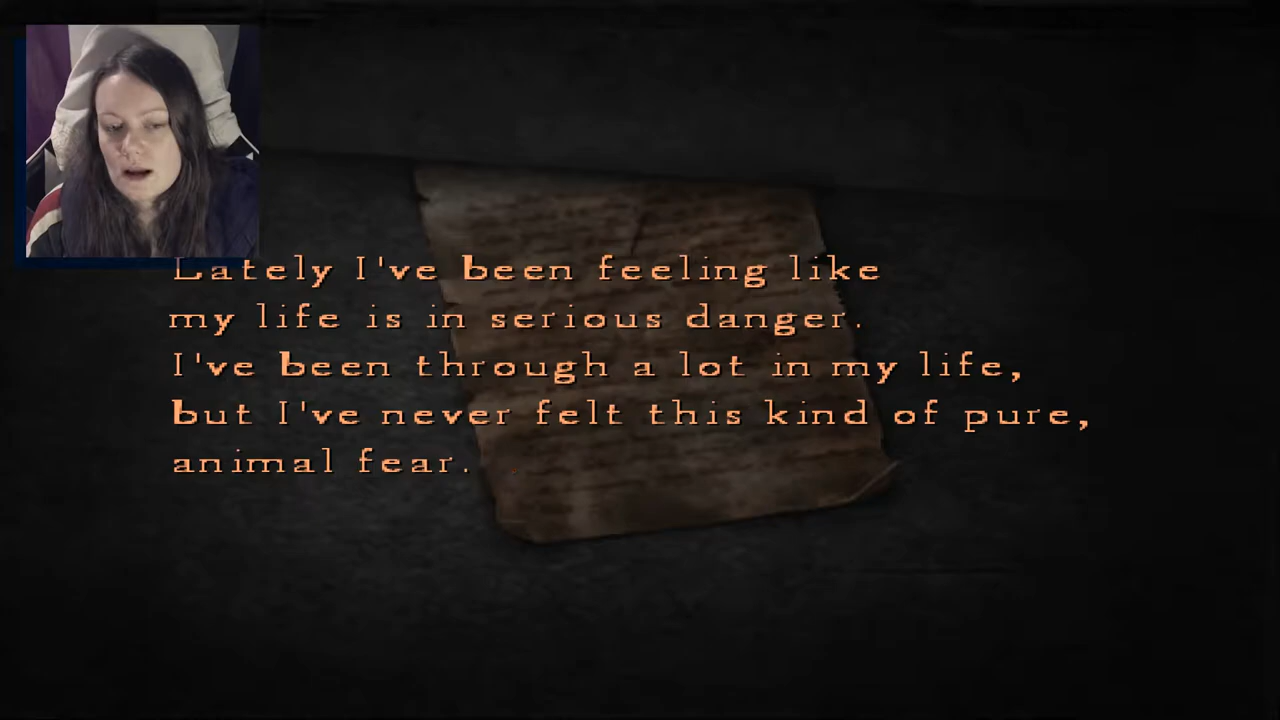 Lately I've been feeling like
my life is in serious danger.
I've been through a lot in my life,
but I've never felt this kind of pure,
animal fear.